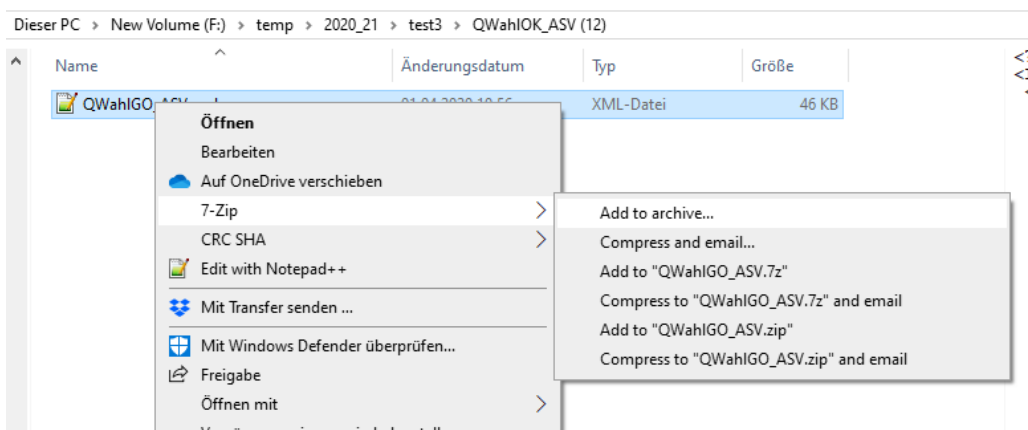 Dieser PC > New Volume (F:) > temp > 2020_21 > test3 > QWahlOK_ASV (12)
Name Änderungsdatum Typ Größe
QWahlGO_ASV XML-Datei 46 KB
Öffnen
Bearbeiten
Auf OneDrive verschieben
7-Zip
CRC SHA
Edit with Notepad++
Mit Transfer senden ...
Mit Windows Defender überprüfen...
Freigabe
Öffnen mit
Add to archive...
Compress and email...
Add to "QWahlGO_ASV.7z"
Compress to "QWahlGO_ASV.7z" and email
Add to "QWahlGO_ASV.zip"
Compress to "QWahlGO_ASV.zip" and email